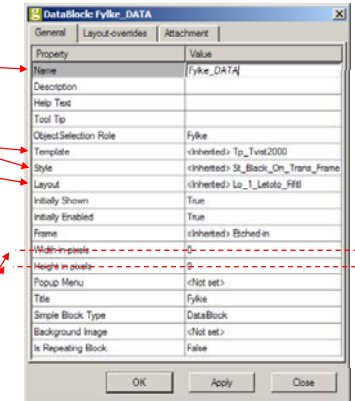 DataBlock: Fylke_DATA
General Layout-overrides Attachment
Property Value
Name Fylke_DATA
Description
Help Text
Tool Tip
ObjectSelection Role Fylke
Template <Inherited> Tp_Tvist2000
Style <Inherited> St_Black_On_Trans_Frame
Layout <Inherited> Lo_1_Letoto_Fifitl
Initially Shown True
Initially Enabled True
Frame <Inherited> Etched-in
Width in pixels 0
Height in pixels 0
Popup Menu <Not set>
Title Fylke
Simple Block Type DataBlock
Background Image <Not set>
Is Repeating Block False
OK Apply Close